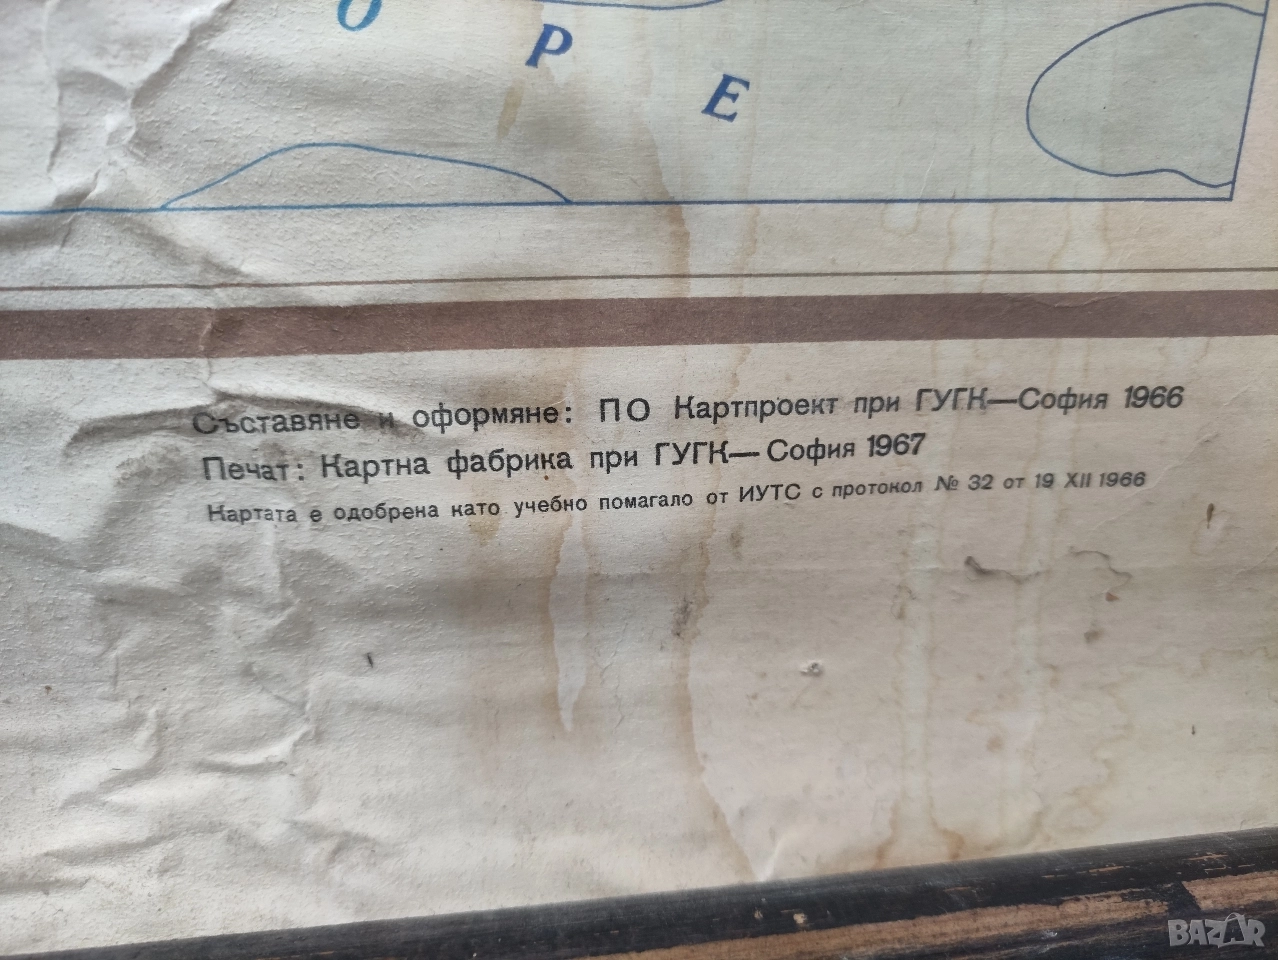 О
Р
Е
Съставяне и оформяне: ПО Картпроект при ГУГК—София 1966
Печат: Картна фабрика при ГУГК—София 1967
Картата е одобрена като учебно помагало от ИУТС с протокол № 32 от 19 XII 1966
BAZAR